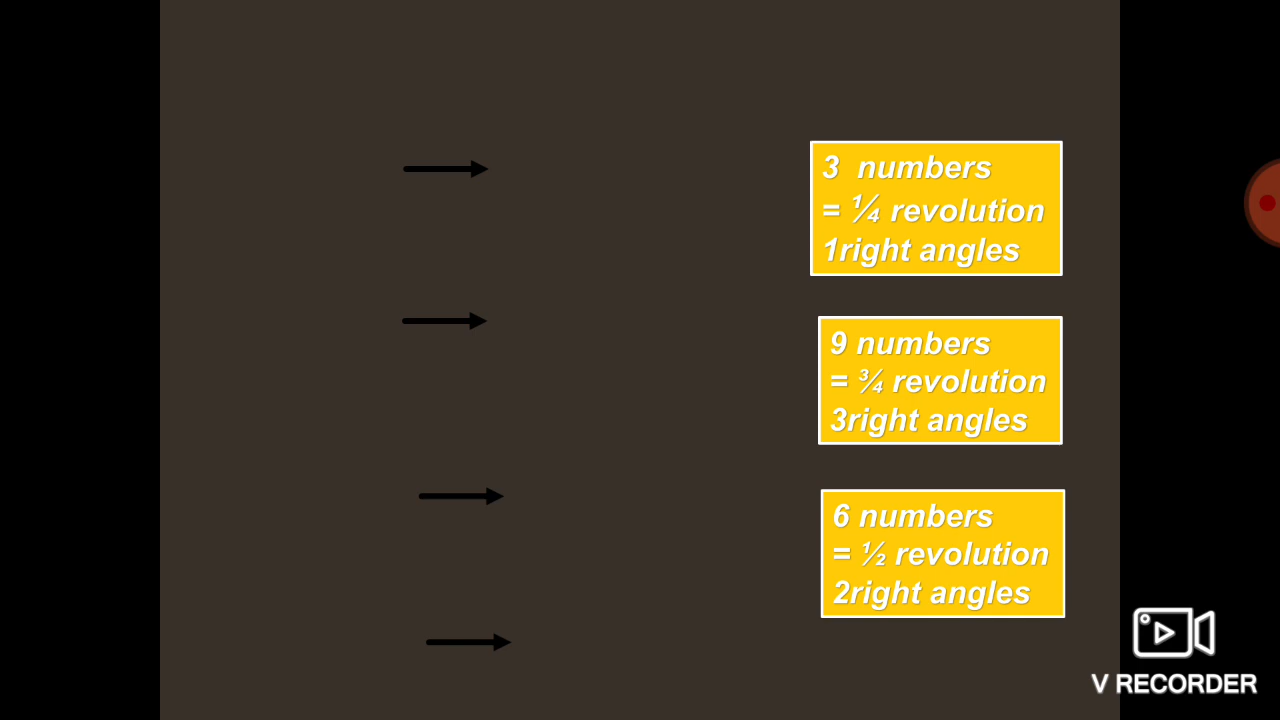 3  numbers
= ¼ revolution
1right angles
9 numbers
= ¾ revolution
3right angles
6 numbers
= ½ revolution
2right angles
V RECORDER